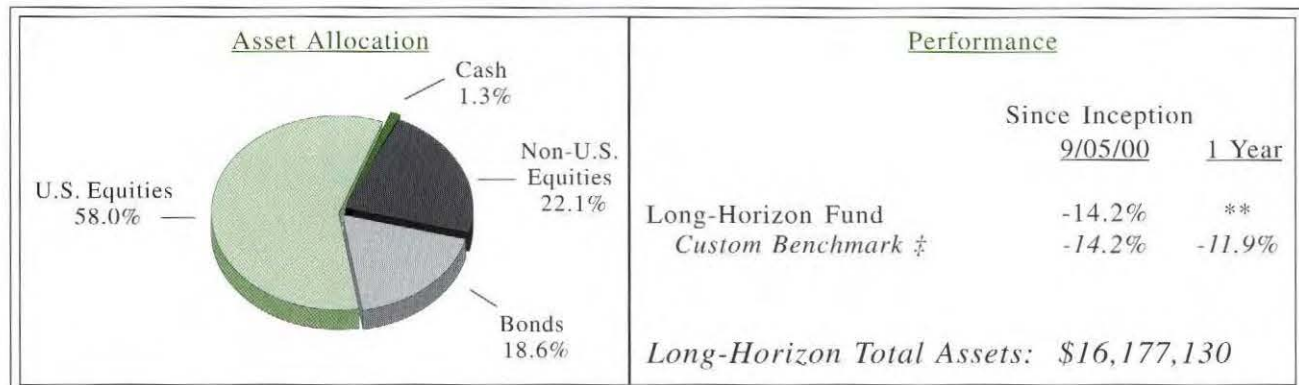 Asset Allocation
Cash
1.3%
Non-U.S.
Equities
22.1%
U.S. Equities
58.0%
Bonds
18.6%
Performance
Since Inception
9/05/00 1 Year
Long-Horizon Fund -14.2% **
Custom Benchmark ‡ -14.2% -11.9%
Long-Horizon Total Assets: $16,177,130